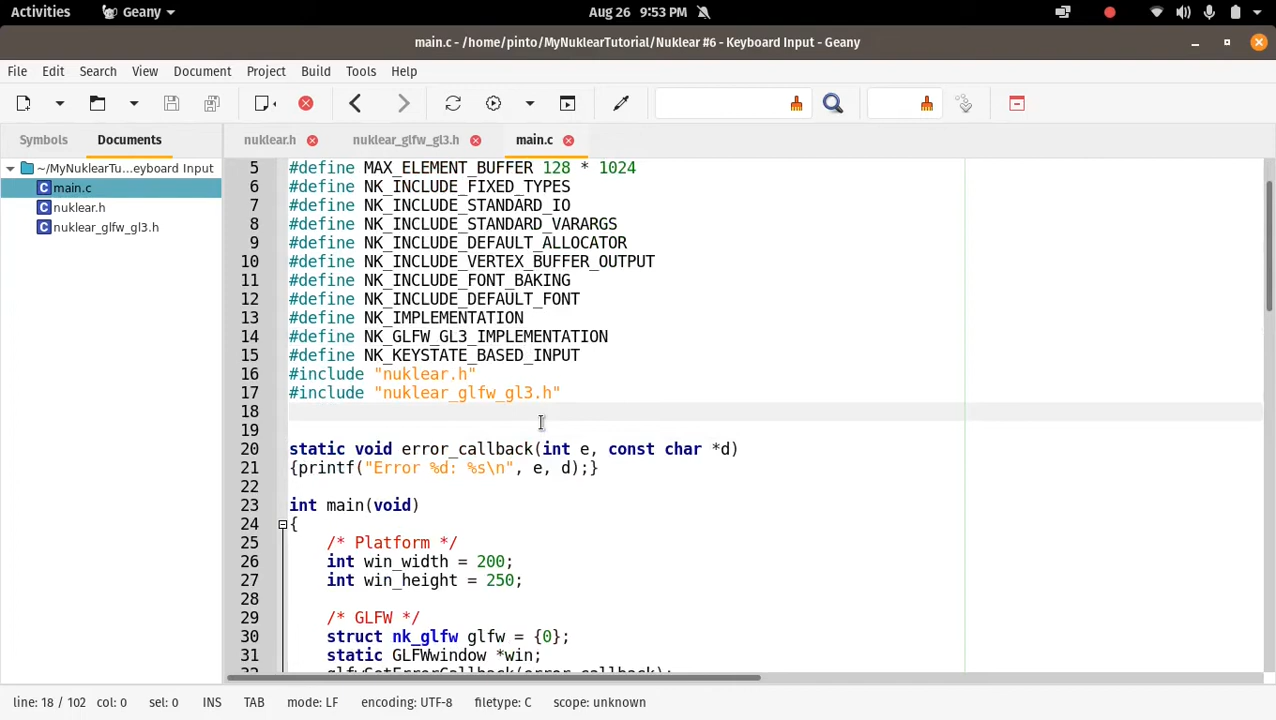 Activities Geany Aug 26 9:53 PM
main.c - /home/pinto/MyNuklearTutorial/Nuklear #6 - Keyboard Input - Geany
File Edit Search View Document Project Build Tools Help
Symbols Documents nuklear.h nuklear_glfw_gl3.h main.c
~/MyNuklearTu...eyboard Input
main.c
nuklear.h
nuklear_glfw_gl3.h
5 #define MAX_ELEMENT_BUFFER 128 * 1024
6 #define NK_INCLUDE_FIXED_TYPES
7 #define NK_INCLUDE_STANDARD_IO
8 #define NK_INCLUDE_STANDARD_VARARGS
9 #define NK_INCLUDE_DEFAULT_ALLOCATOR
10 #define NK_INCLUDE_VERTEX_BUFFER_OUTPUT
11 #define NK_INCLUDE_FONT_BAKING
12 #define NK_INCLUDE_DEFAULT_FONT
13 #define NK_IMPLEMENTATION
14 #define NK_GLFW_GL3_IMPLEMENTATION
15 #define NK_KEYSTATE_BASED_INPUT
16 #include "nuklear.h"
17 #include "nuklear_glfw_gl3.h"
18
19
20 static void error_callback(int e, const char *d)
21 {printf("Error %d: %s\n", e, d);}
22
23 int main(void)
24 {
25 /* Platform */
26 int win_width = 200;
27 int win_height = 250;
28
29 /* GLFW */
30 struct nk_glfw glfw = {0};
31 static GLFWwindow *win;
32 glfwSetErrorCallback(error_callback);
line: 18 / 102 col: 0 sel: 0 INS TAB mode: LF encoding: UTF-8 filetype: C scope: unknown